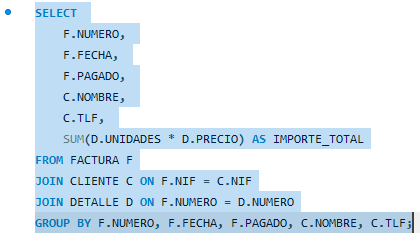 SELECT
F.NUMERO,
F.FECHA,
F.PAGADO,
C.NOMBRE,
C.TLF,
SUM(D.UNIDADES * D.PRECIO) AS IMPORTE_TOTAL
FROM FACTURA F
JOIN CLIENTE C ON F.NIF = C.NIF
JOIN DETALLE D ON F.NUMERO = D.NUMERO
GROUP BY F.NUMERO, F.FECHA, F.PAGADO, C.NOMBRE, C.TLF;